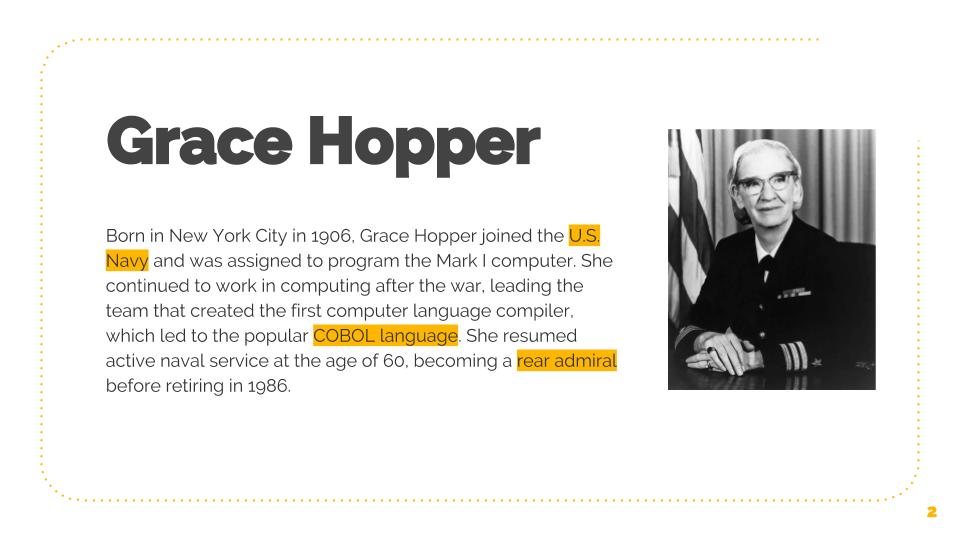 Grace Hopper
Born in New York City in 1906, Grace Hopper joined the U.S.
Navy and was assigned to program the Mark I computer. She
continued to work in computing after the war, leading the
team that created the first computer language compiler,
which led to the popular COBOL language. She resumed
active naval service at the age of 60, becoming a rear admiral
before retiring in 1986.
2